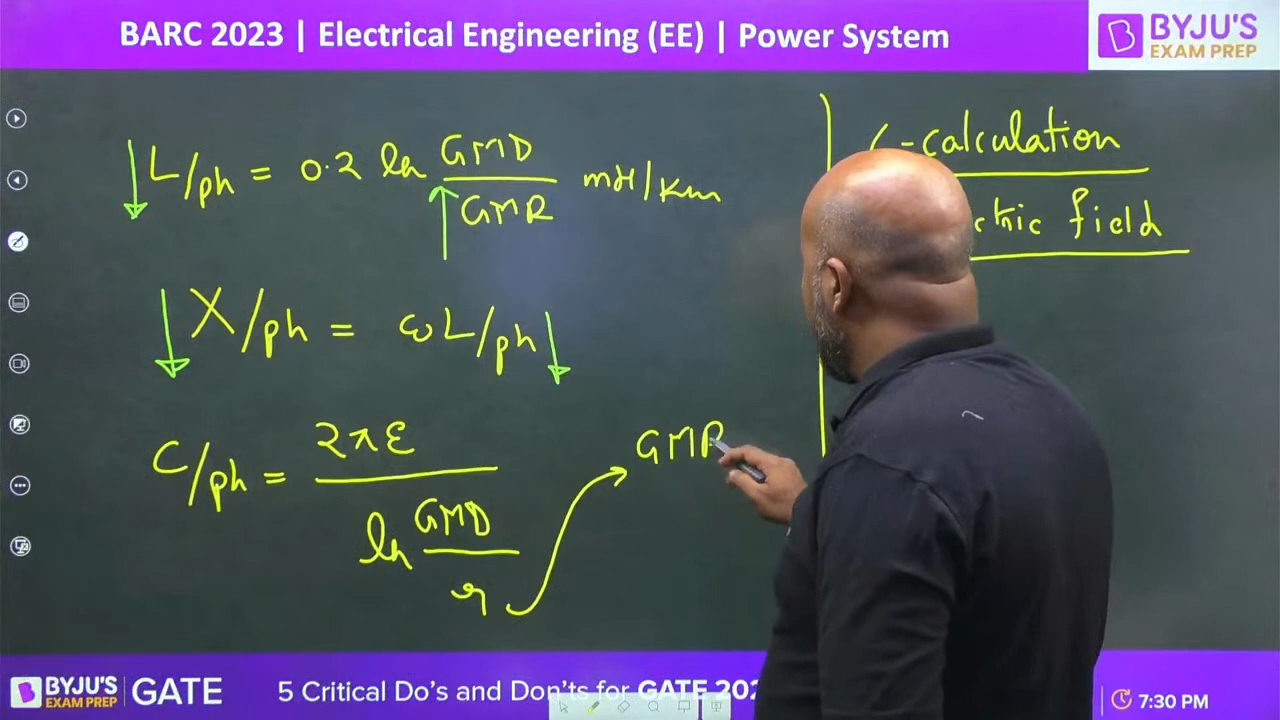 BARC 2023 | Electrical Engineering (EE) | Power System
BYJU'S
EXAM PREP
L/ph = 0.2 ln GMD/GMR mH/Km
X/ph = ωL/ph
C/ph = 2πε / ln GMD/r
GMR
C-calculation
ctric field
BYJU'S
EXAM PREP
GATE
5 Critical Do's and Don'ts for GATE 202
7:30 PM